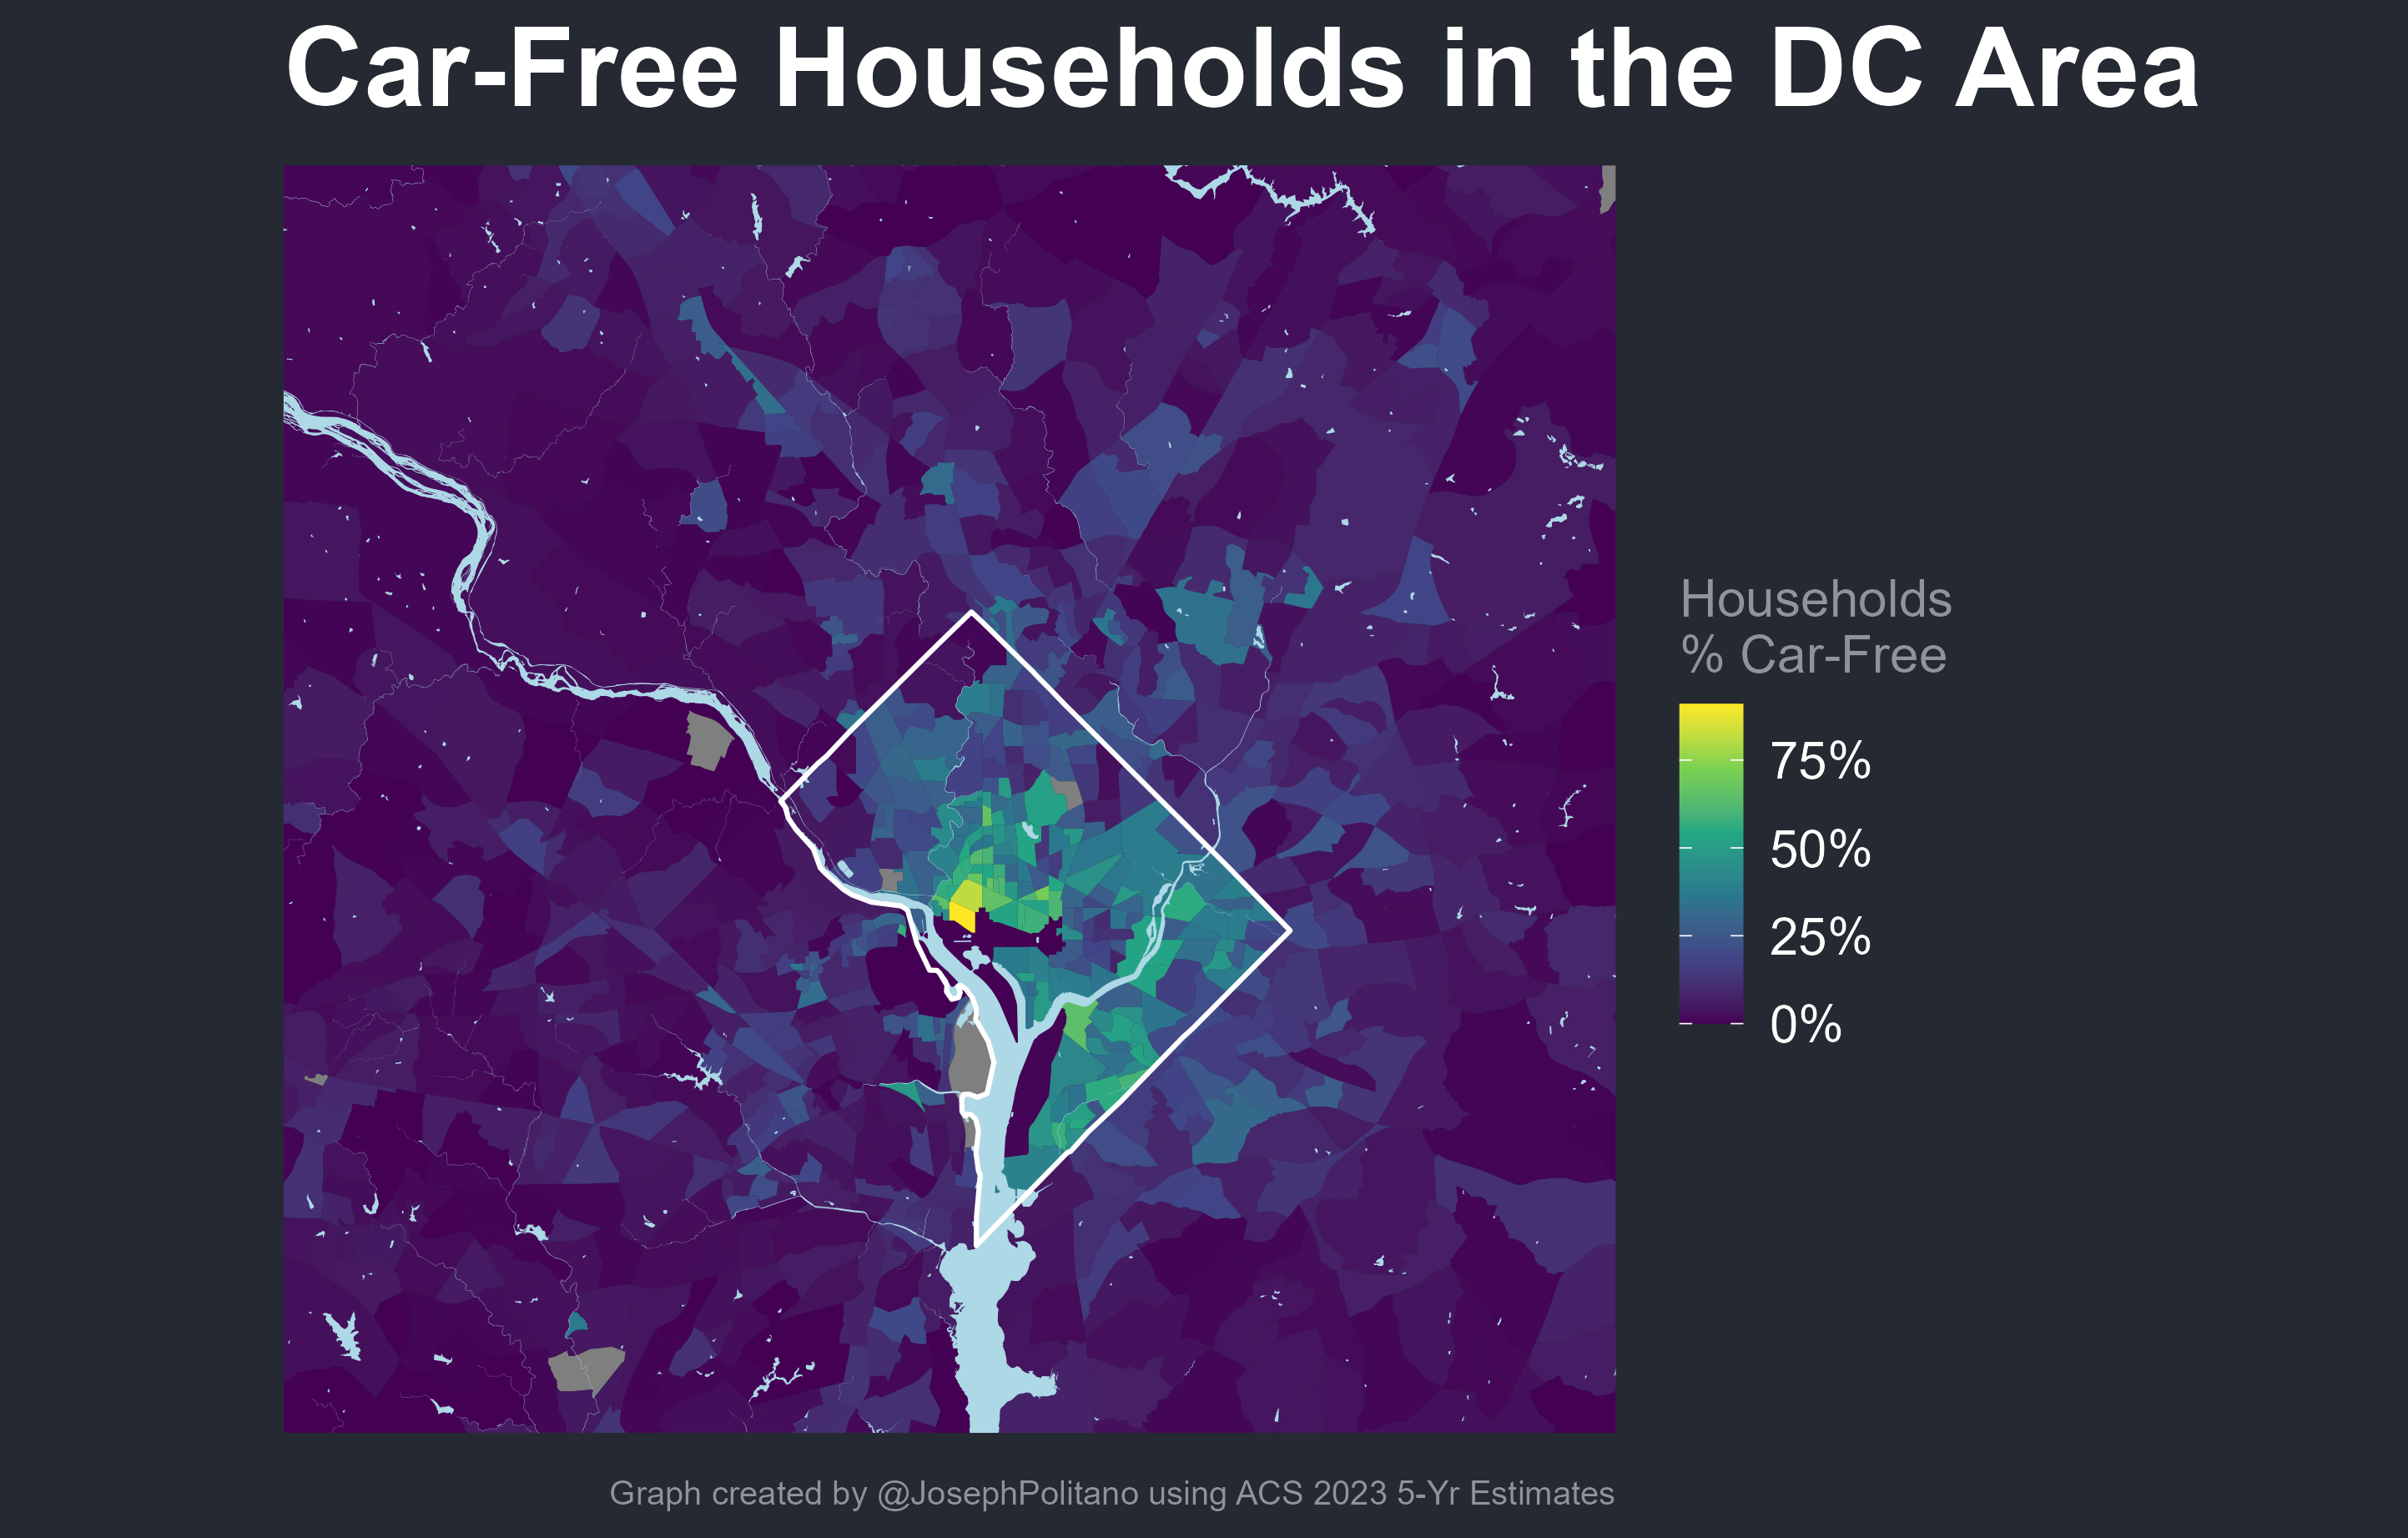 Car-Free Households in the DC Area
Households
% Car-Free
75%
50%
25%
0%
Graph created by @JosephPolitano using ACS 2023 5-Yr Estimates